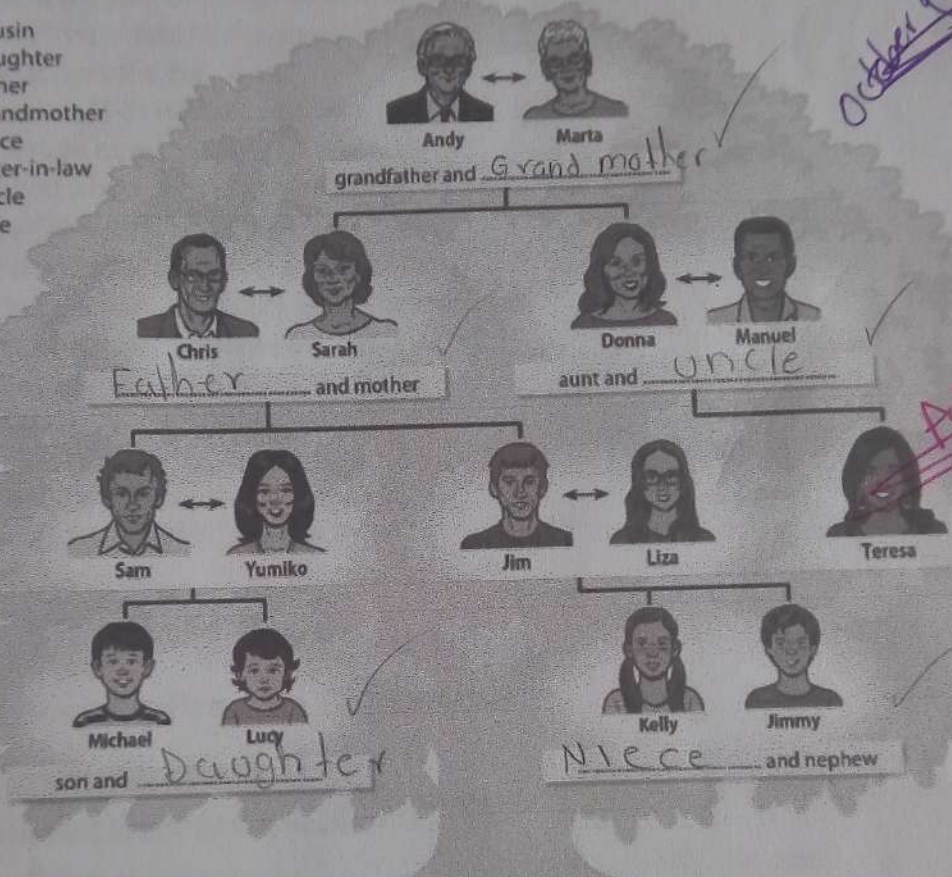 usin
ughter
her
ndmother
ce
er-in-law
cle
e
October
Andy Marta
grandfather and Grand mother
Chris Sarah
Donna Manuel
Father and mother
aunt and uncle
Sam Yumiko
Jim Liza
Teresa
Michael Lucy
Kelly Jimmy
son and Daughter
Niece and nephew